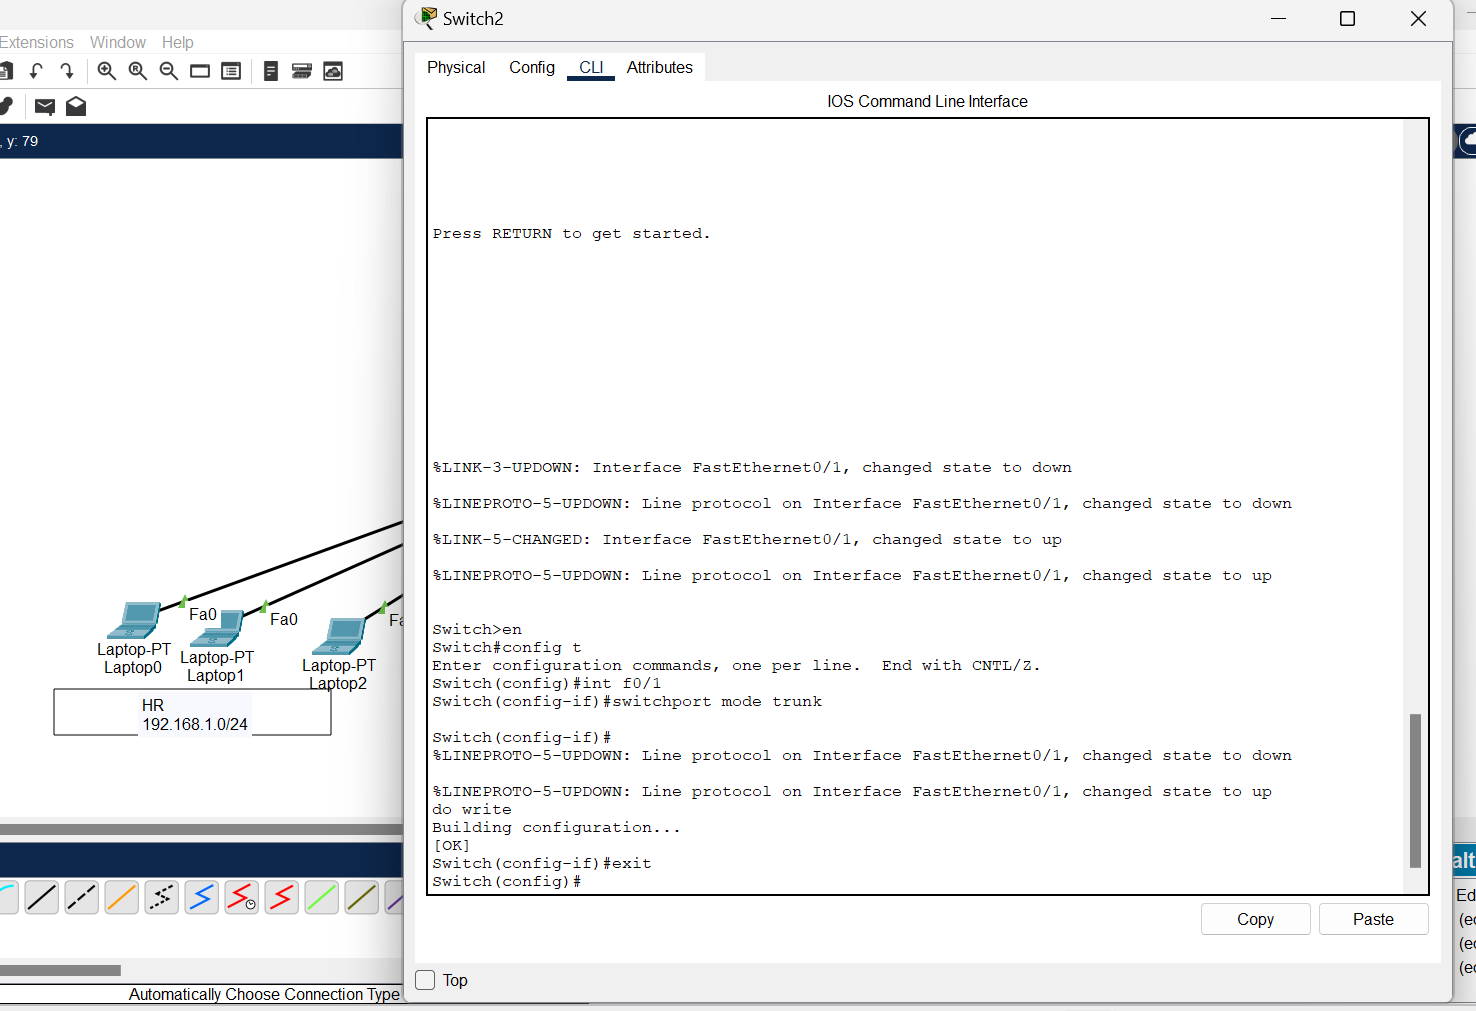 Switch2
Extensions Window Help
Physical Config CLI Attributes
IOS Command Line Interface
, y: 79
Press RETURN to get started.
%LINK-3-UPDOWN: Interface FastEthernet0/1, changed state to down
%LINEPROTO-5-UPDOWN: Line protocol on Interface FastEthernet0/1, changed state to down
%LINK-5-CHANGED: Interface FastEthernet0/1, changed state to up
%LINEPROTO-5-UPDOWN: Line protocol on Interface FastEthernet0/1, changed state to up
Switch>en
Switch#config t
Enter configuration commands, one per line.  End with CNTL/Z.
Switch(config)#int f0/1
Switch(config-if)#switchport mode trunk
Switch(config-if)#
%LINEPROTO-5-UPDOWN: Line protocol on Interface FastEthernet0/1, changed state to down
%LINEPROTO-5-UPDOWN: Line protocol on Interface FastEthernet0/1, changed state to up
do write
Building configuration...
[OK]
Switch(config-if)#exit
Switch(config)#
Fa0
Fa0
Laptop-PT
Laptop0
Laptop-PT
Laptop1
Laptop-PT
Laptop2
HR
192.168.1.0/24
Copy Paste
Top
Automatically Choose Connection Type